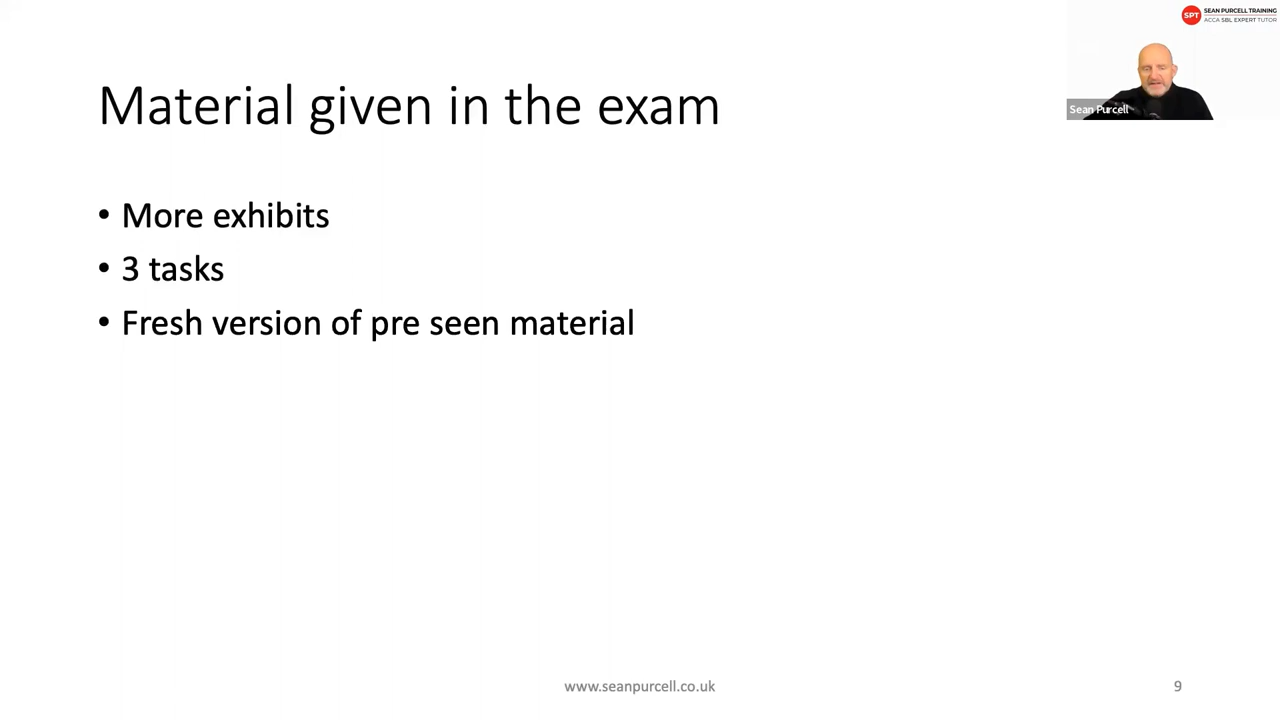 SPT
SEAN PURCELL TRAINING
ACCA SBL EXPERT TUTOR
Material given in the exam
Sean Purcell
• More exhibits
• 3 tasks
• Fresh version of pre seen material
www.seanpurcell.co.uk
9